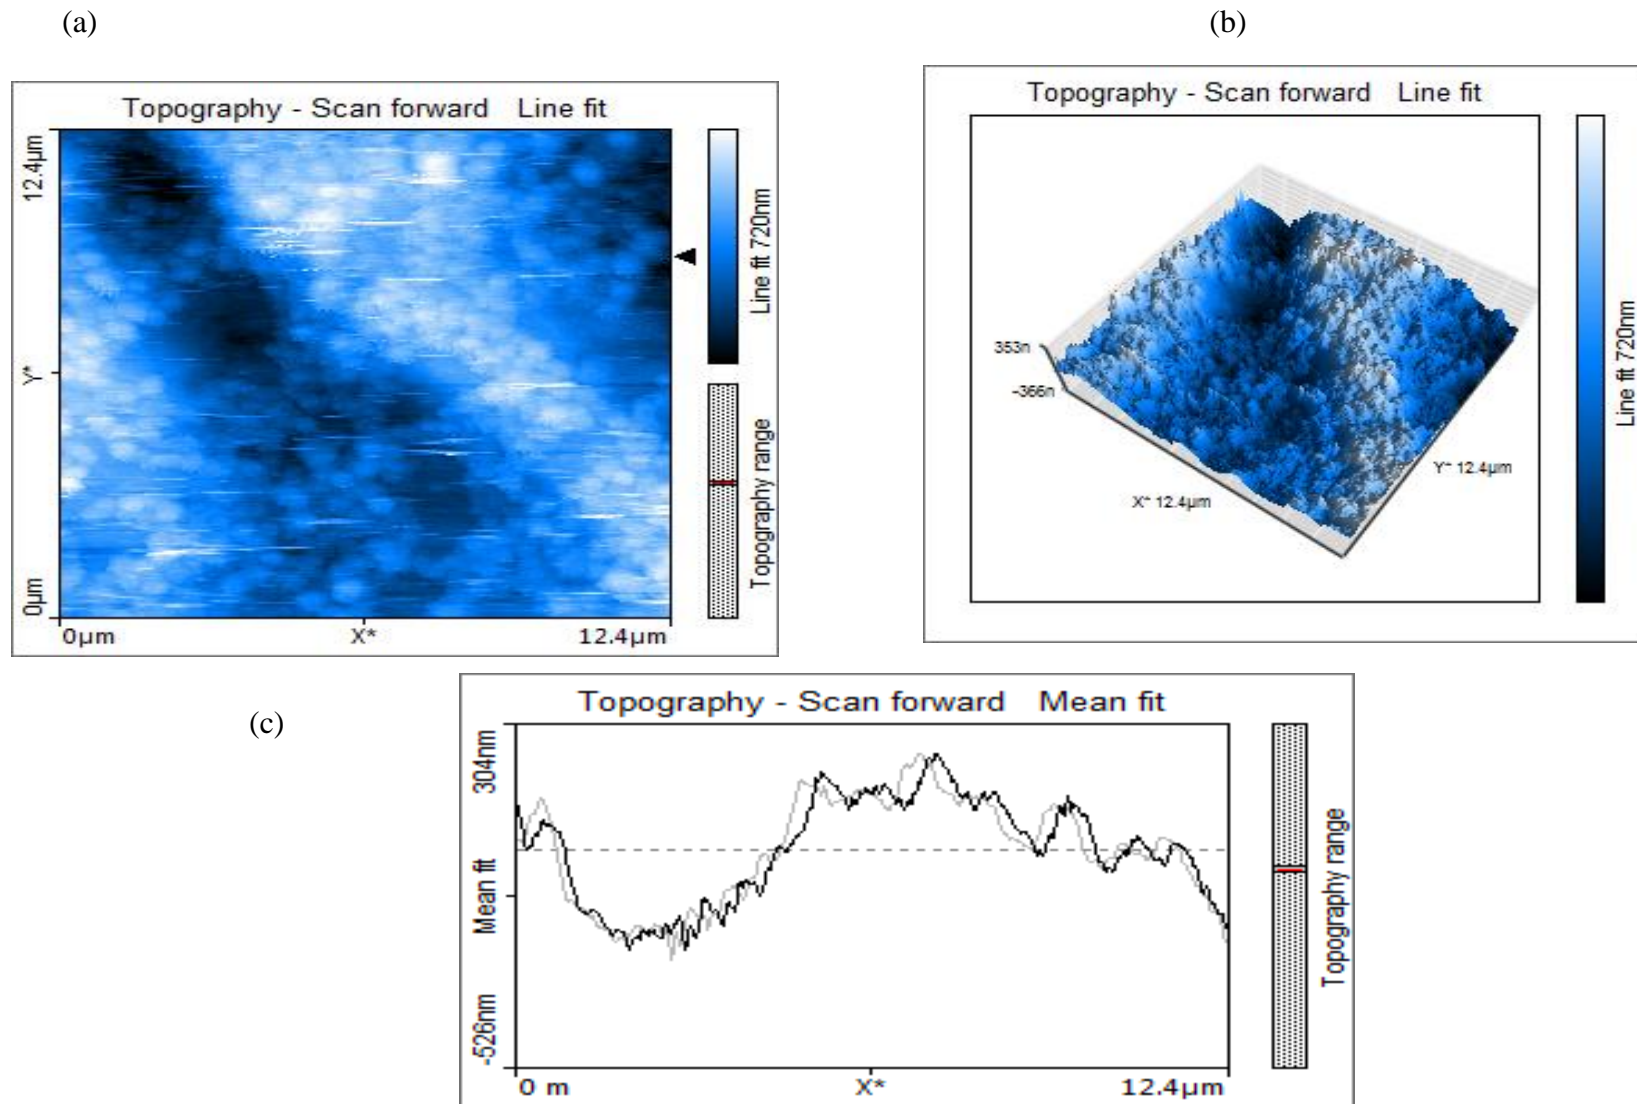 (a)
Topography - Scan forward Line fit
12.4µm
Y*
0µm
0µm
X*
12.4µm
Line fit 720nm
Topography range
(b)
Topography - Scan forward Line fit
353n
-366n
X* 12.4µm
Y* 12.4µm
Line fit 720nm
(c)
Topography - Scan forward Mean fit
304nm
Mean fit
-526nm
0 m
X*
12.4µm
Topography range